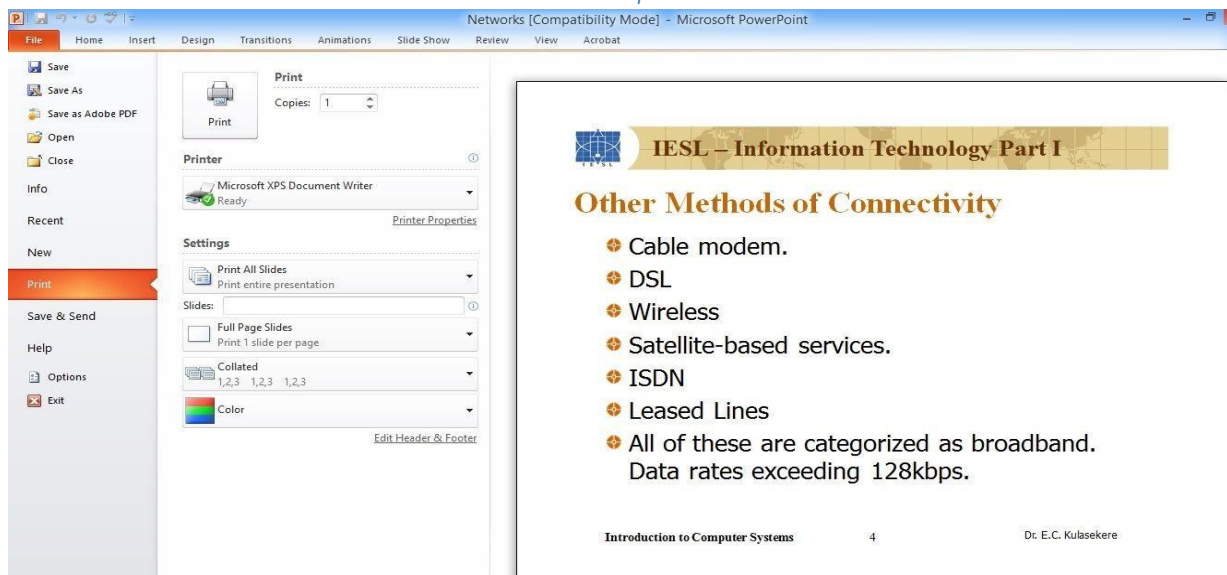 Networks [Compatibility Mode] - Microsoft PowerPoint
File Home Insert Design Transitions Animations Slide Show Review View Acrobat
Save
Save As
Save as Adobe PDF
Open
Close
Info
Recent
New
Print
Save & Send
Help
Options
Exit
Print
Print
Copies: 1
Printer
Microsoft XPS Document Writer
Ready
Printer Properties
Settings
Print All Slides
Print entire presentation
Slides:
Full Page Slides
Print 1 slide per page
Collated
1,2,3 1,2,3 1,2,3
Color
Edit Header & Footer
IESL
IESL – Information Technology Part I
Other Methods of Connectivity
Cable modem.
DSL
Wireless
Satellite-based services.
ISDN
Leased Lines
All of these are categorized as broadband.
Data rates exceeding 128kbps.
Introduction to Computer Systems 4 Dr. E.C. Kulasekere